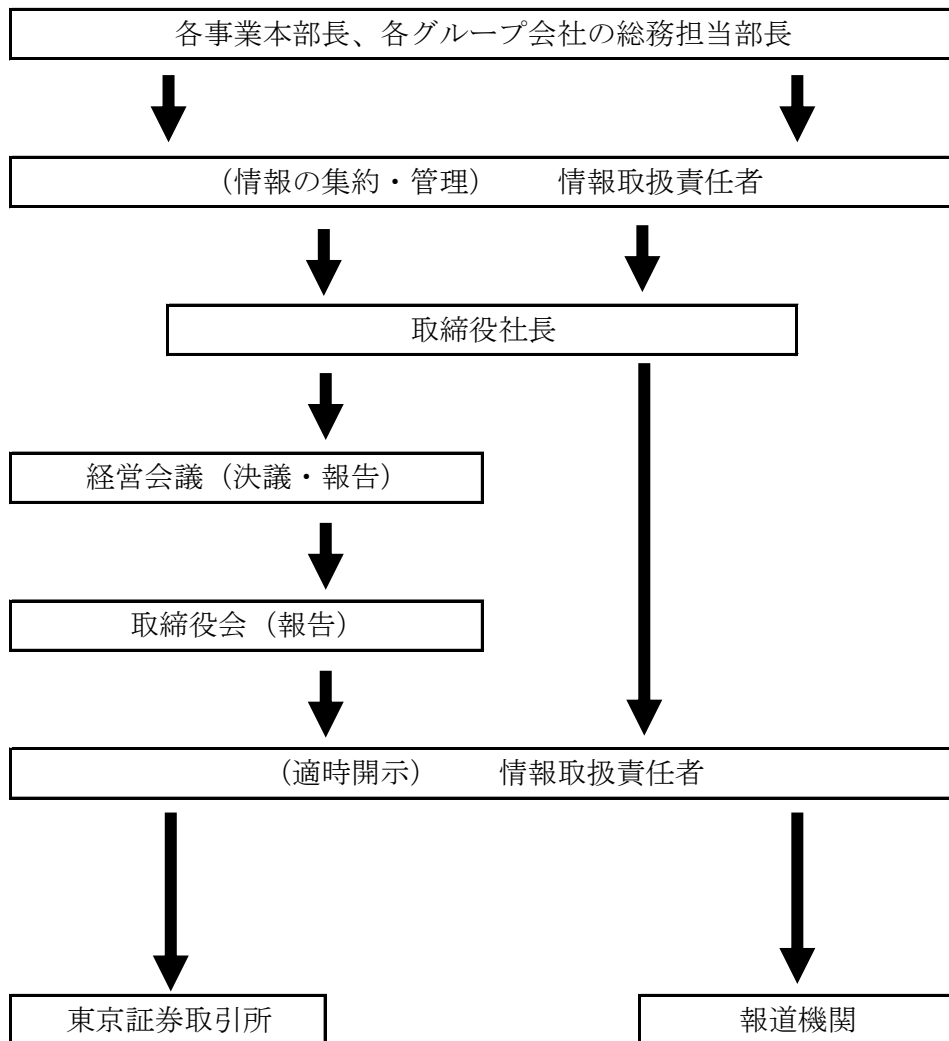 各事業本部長、各グループ会社の総務担当部長
（情報の集約・管理）　　情報取扱責任者
取締役社長
経営会議（決議・報告）
取締役会（報告）
（適時開示）　　情報取扱責任者
東京証券取引所
報道機関